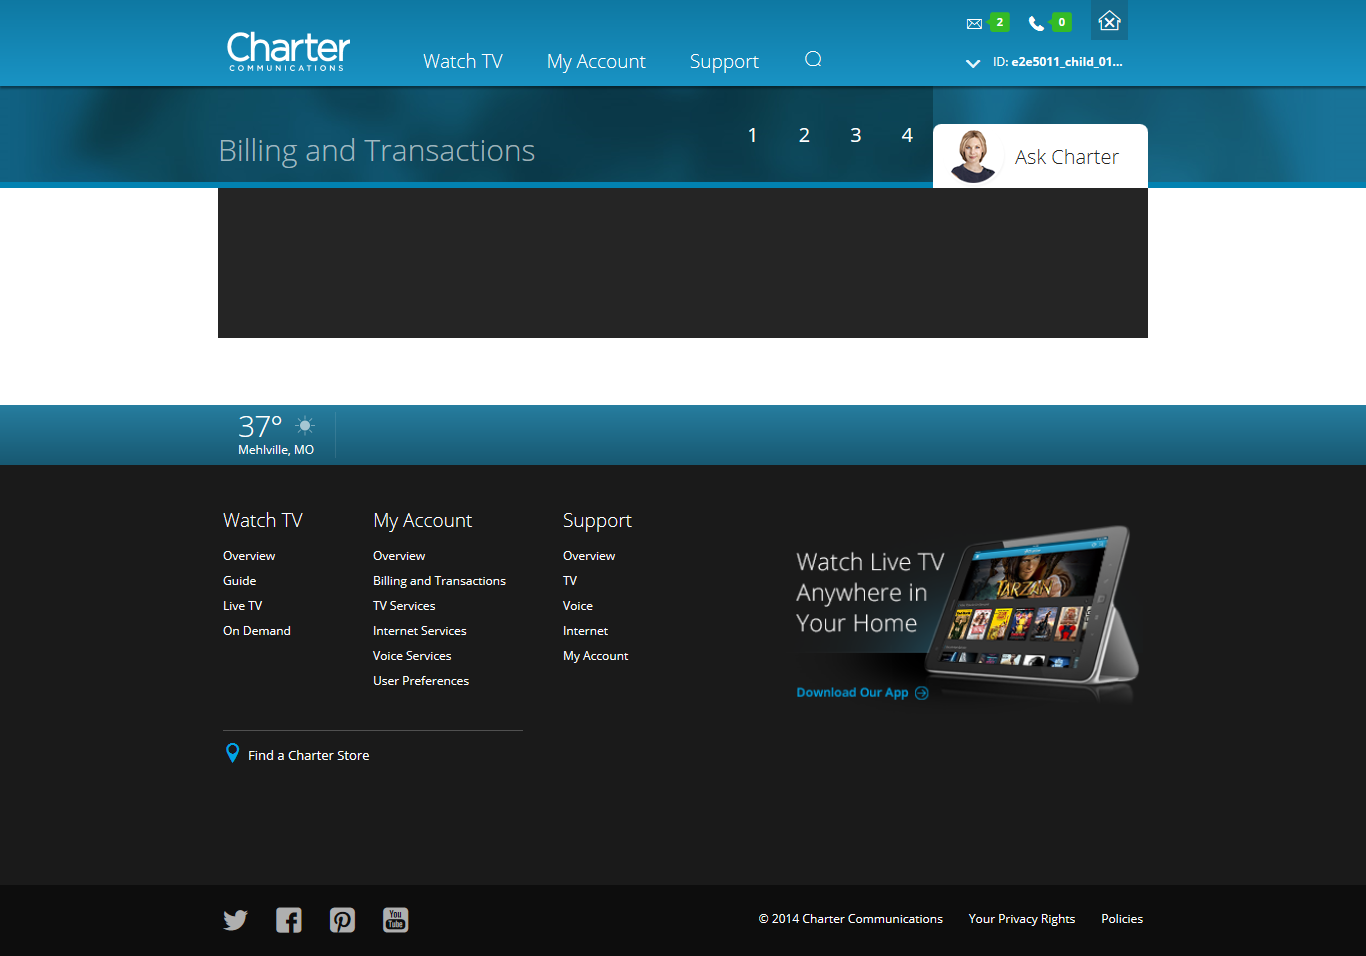 2
0
Charter
COMMUNICATIONS
Watch TV
My Account
Support
ID: e2e5011_child_01...
Billing and Transactions
1
2
3
4
Ask Charter
37°
Mehlville, MO
Watch TV
Overview
Guide
Live TV
On Demand
My Account
Overview
Billing and Transactions
TV Services
Internet Services
Voice Services
User Preferences
Support
Overview
TV
Voice
Internet
My Account
Watch Live TV
Anywhere in
Your Home
TARZAN
Download Our App
Find a Charter Store
You
Tube
© 2014 Charter Communications
Your Privacy Rights
Policies